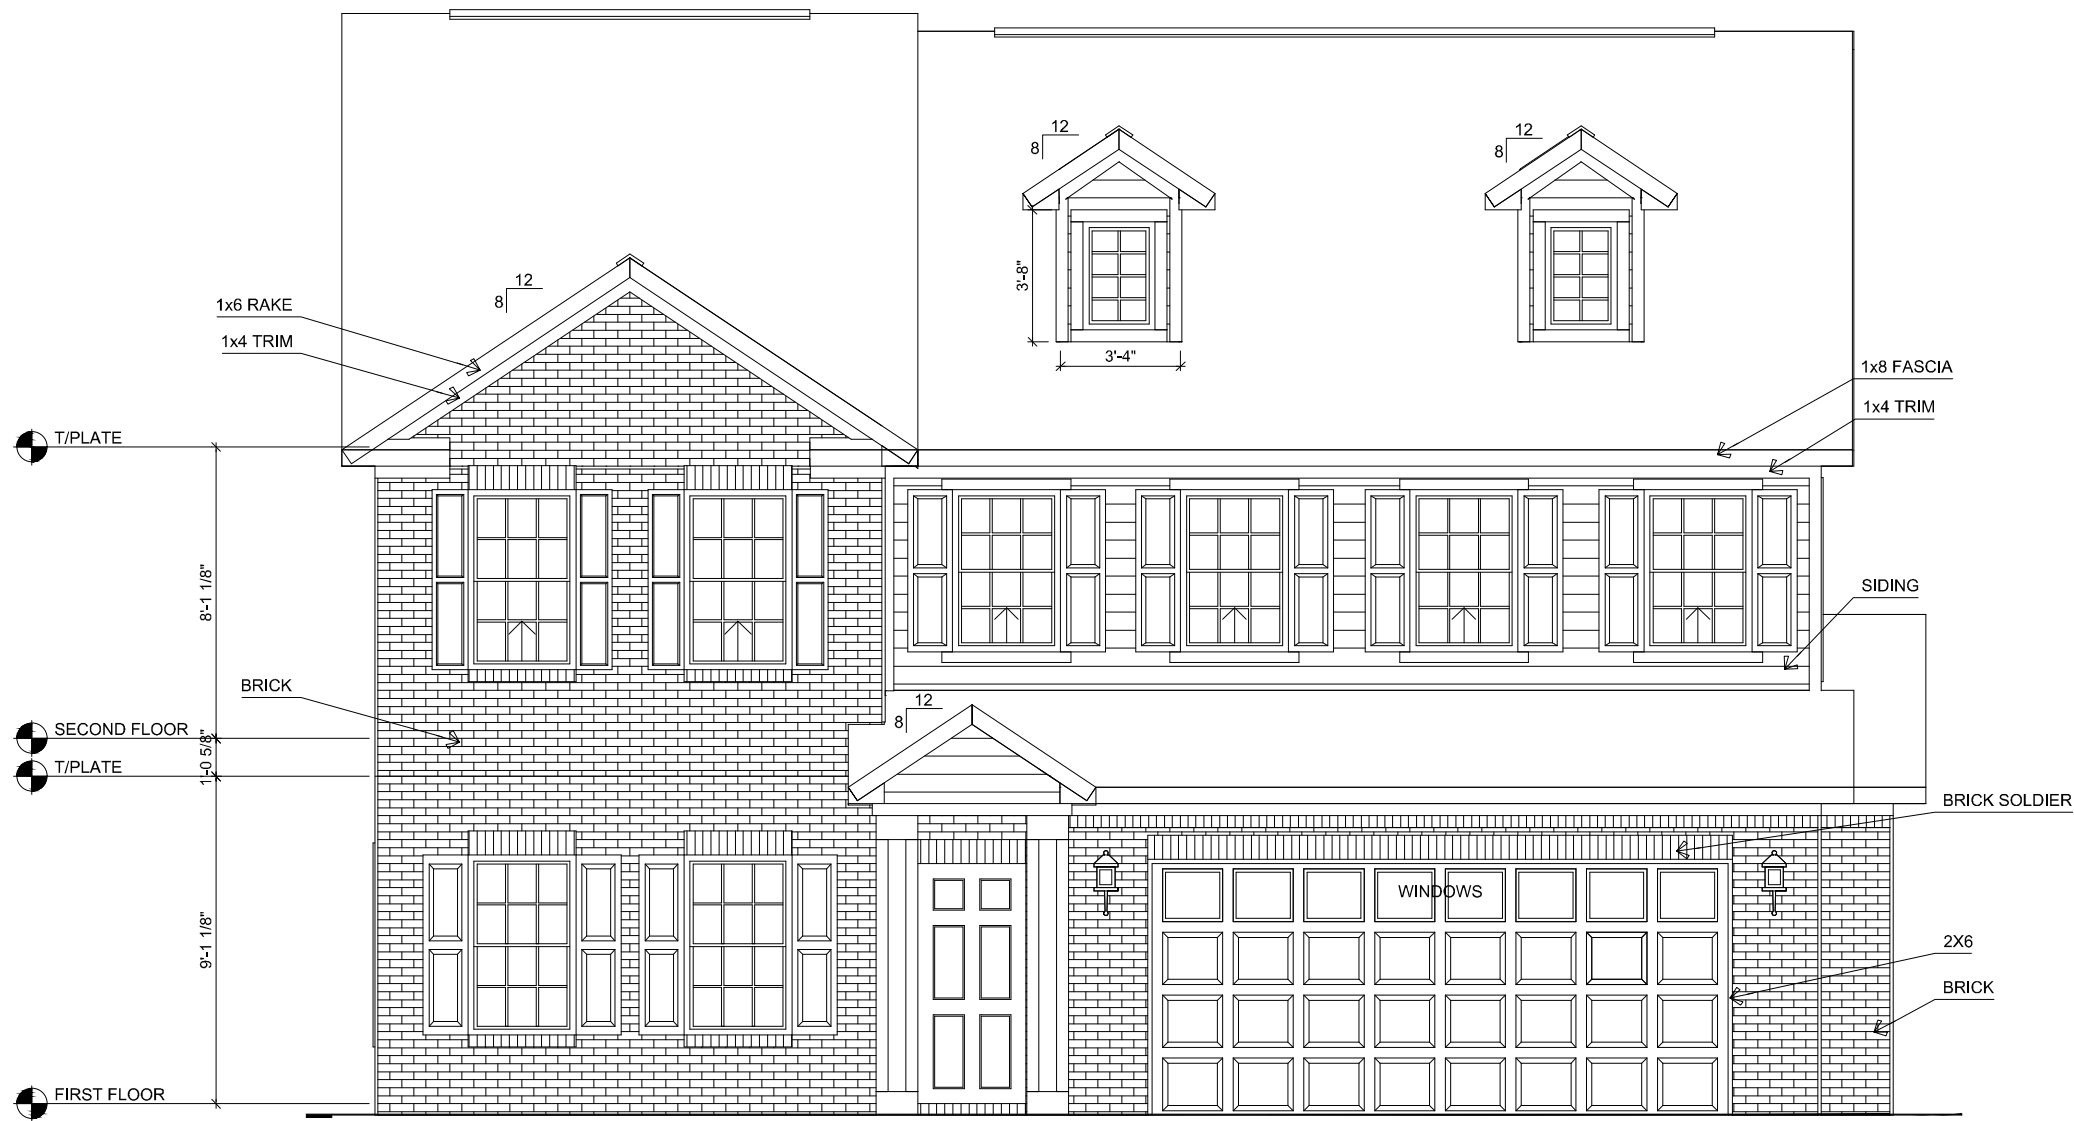 12
8
12
8
12
8
1x6 RAKE
1x4 TRIM
3'-8"
3'-4"
1x8 FASCIA
1x4 TRIM
T/PLATE
8'-1 1/8"
SIDING
BRICK
12
8
SECOND FLOOR
1'-0 5/8"
T/PLATE
BRICK SOLDIER
WINDOWS
9'-1 1/8"
2X6
BRICK
FIRST FLOOR